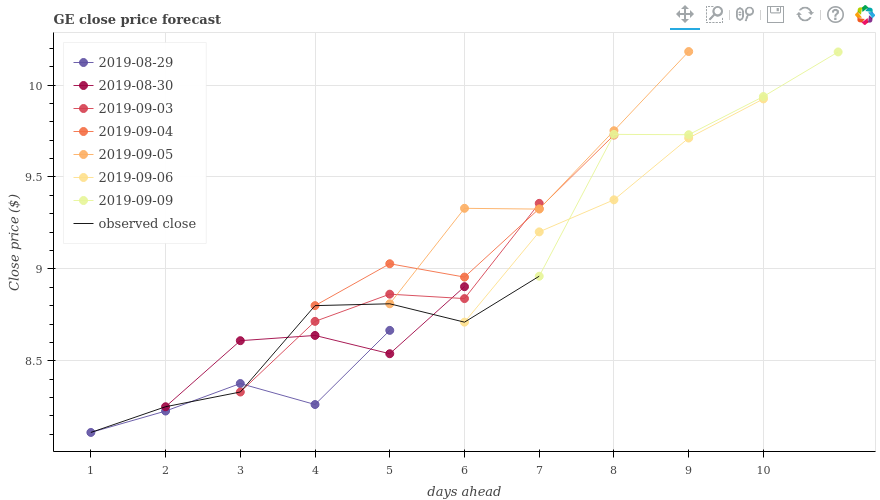 GE close price forecast
2019-08-29
2019-08-30
2019-09-03
2019-09-04
2019-09-05
2019-09-06
2019-09-09
observed close
Close price ($)
10
9.5
9
8.5
1 2 3 4 5 6 7 8 9 10
days ahead